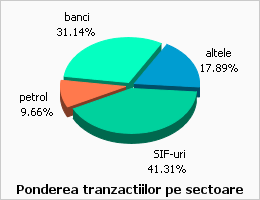 banci
31.14%
altele
17.89%
petrol
9.66%
SIF-uri
41.31%
Ponderea tranzactiilor pe sectoare